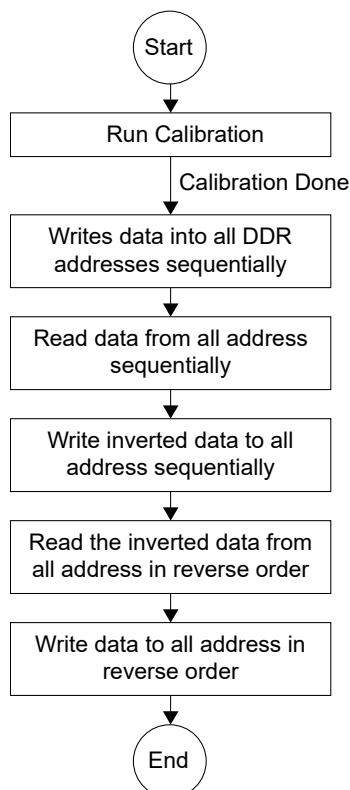 Start
Run Calibration
Calibration Done
Writes data into all DDR
addresses sequentially
Read data from all address
sequentially
Write inverted data to all
address sequentially
Read the inverted data from
all address in reverse order
Write data to all address in
reverse order
End